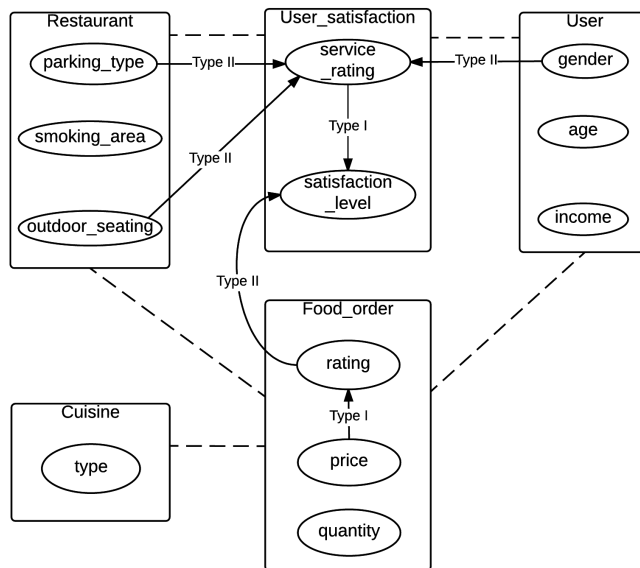 Restaurant
User_satisfaction
User
parking_type
Type II
service
_rating
Type II
gender
smoking_area
Type I
age
Type II
outdoor_seating
satisfaction
_level
income
Type II
Food_order
rating
Type I
Cuisine
type
price
quantity